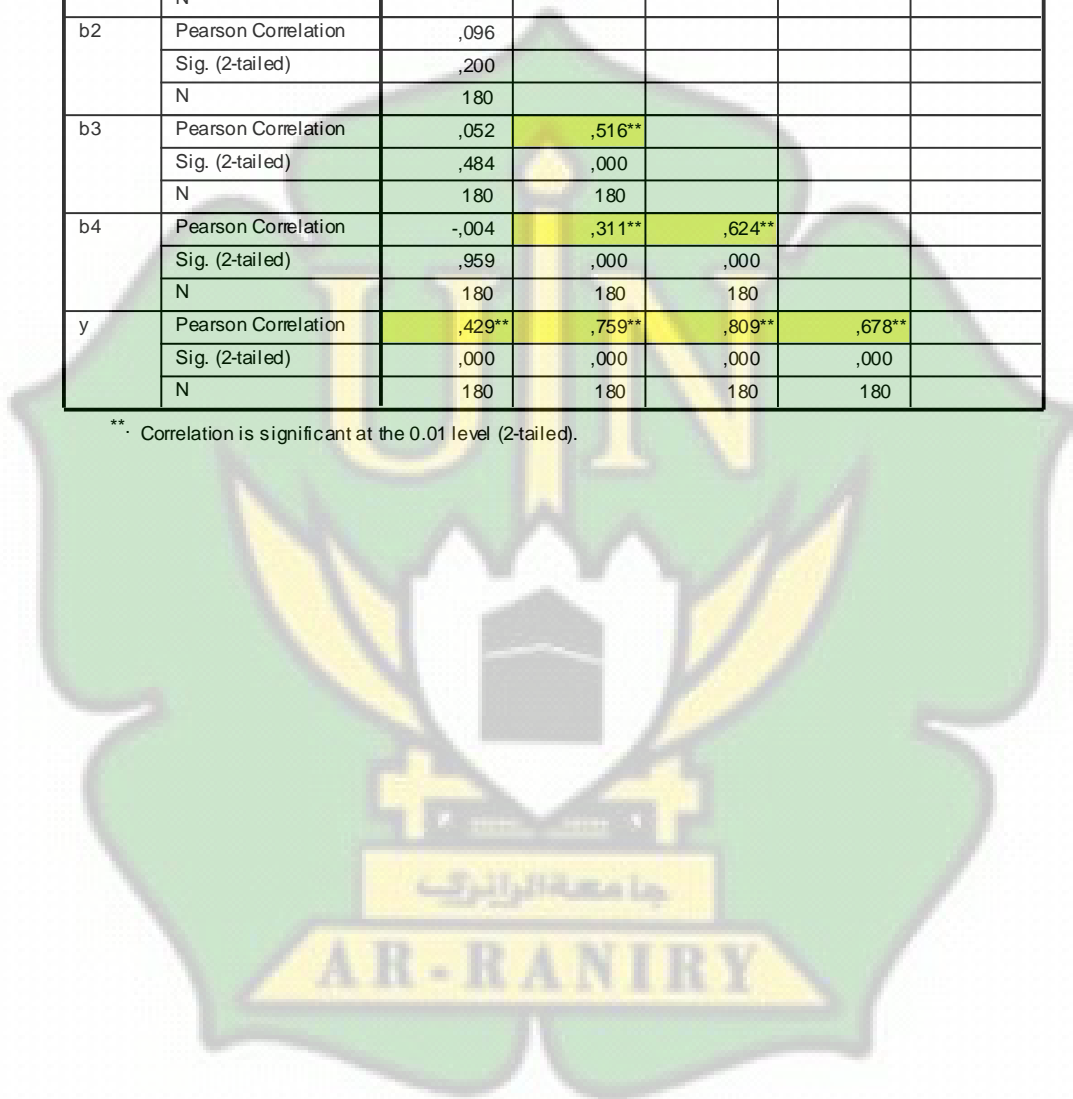 N
b2 Pearson Correlation ,096
Sig. (2-tailed) ,200
N 180
b3 Pearson Correlation ,052 ,516**
Sig. (2-tailed) ,484 ,000
N 180 180
b4 Pearson Correlation -,004 ,311** ,624**
Sig. (2-tailed) ,959 ,000 ,000
N 180 180 180
y Pearson Correlation ,429** ,759** ,809** ,678**
Sig. (2-tailed) ,000 ,000 ,000 ,000
N 180 180 180 180
**. Correlation is significant at the 0.01 level (2-tailed).
UIN
جامعة الرانري
AR-RANIRY